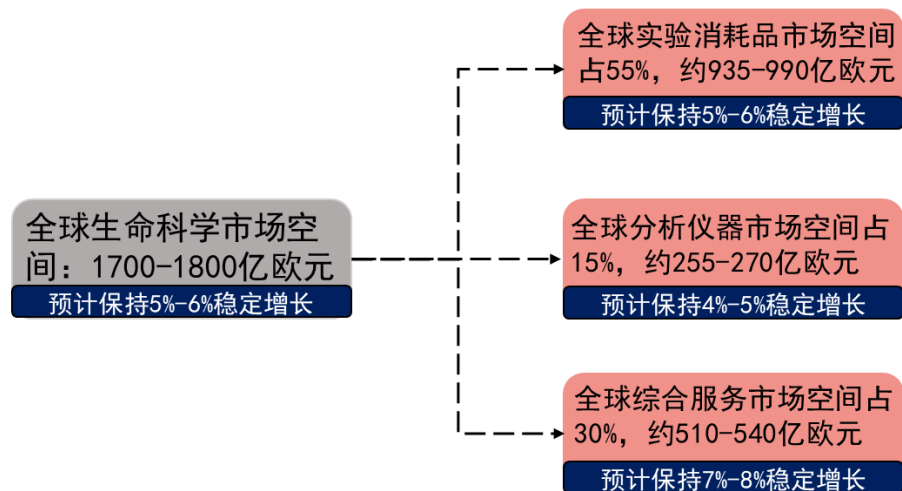 全球实验消耗品市场空间
占55%，约935-990亿欧元
预计保持5%-6%稳定增长
全球生命科学市场空
间：1700-1800亿欧元
预计保持5%-6%稳定增长
全球分析仪器市场空间占
15%，约255-270亿欧元
预计保持4%-5%稳定增长
全球综合服务市场空间占
30%，约510-540亿欧元
预计保持7%-8%稳定增长